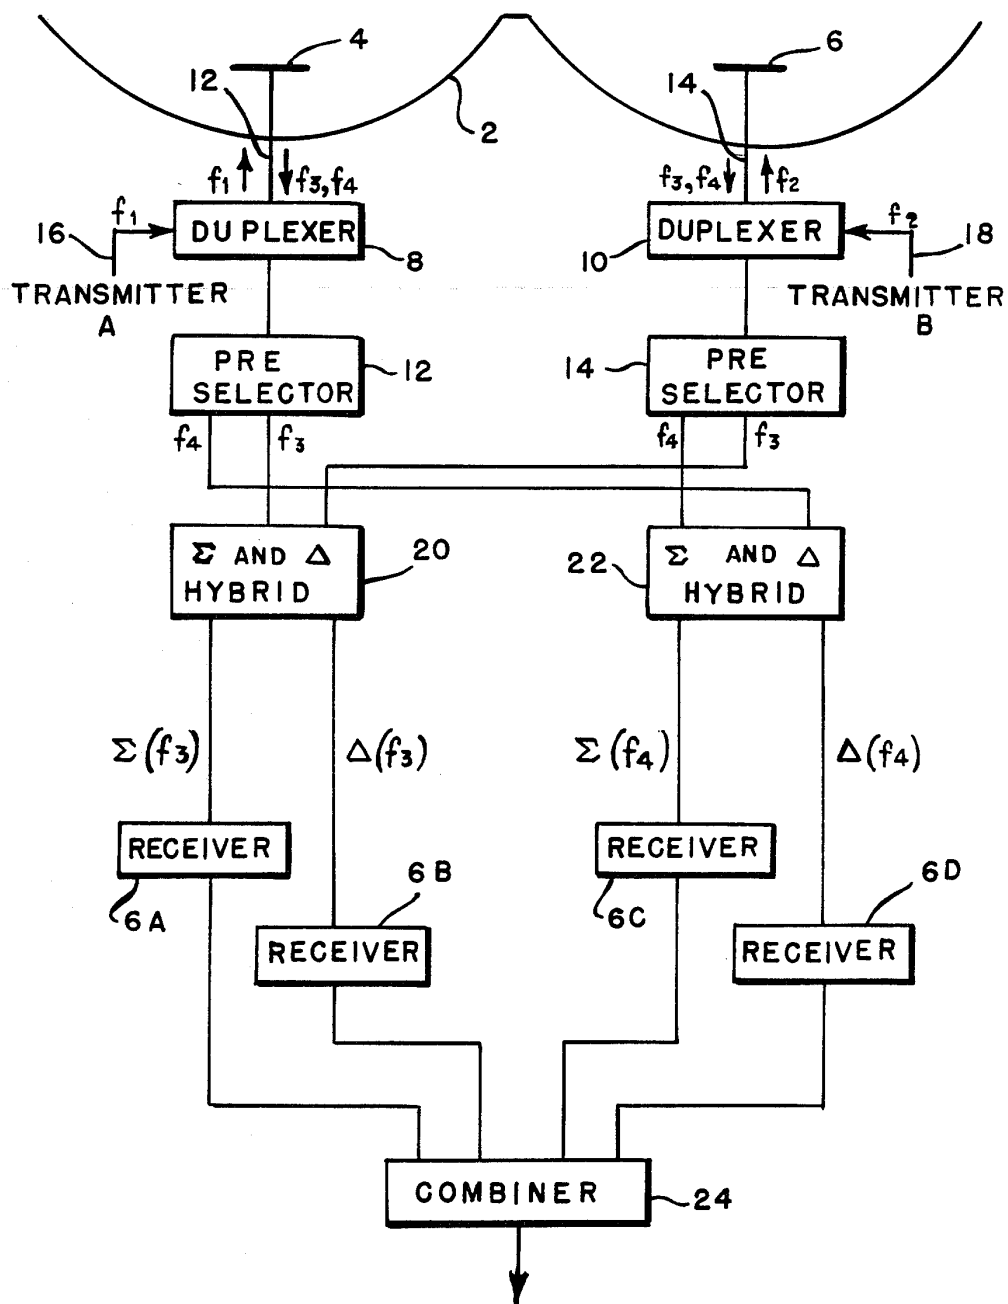 4
6
12
14
2
f1
f3,f4
f3,f4
f2
f1
DUPLEXER
DUPLEXER
f2
16
8
10
18
TRANSMITTER
A
TRANSMITTER
B
PRE
SELECTOR
12
14
PRE
SELECTOR
f4
f3
f4
f3
Σ AND Δ
HYBRID
20
22
Σ AND Δ
HYBRID
Σ(f3)
Δ(f3)
Σ(f4)
Δ(f4)
RECEIVER
RECEIVER
6A
6B
6C
6D
RECEIVER
RECEIVER
COMBINER
24